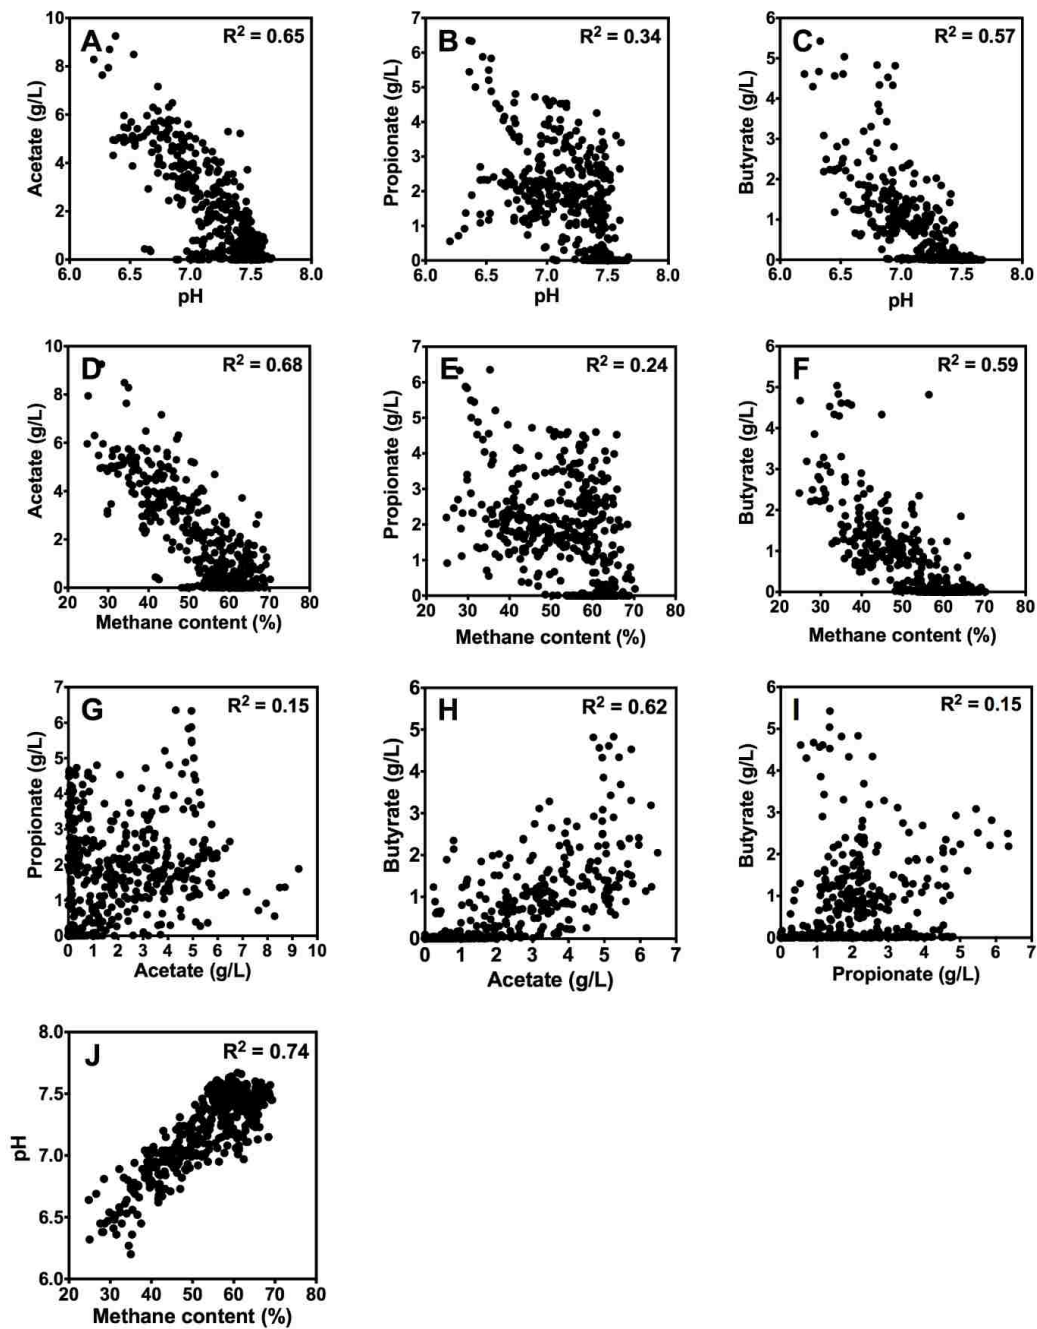 A
R² = 0.65
Acetate (g/L)
10
8
6
4
2
0
6.0 6.5 7.0 7.5 8.0
pH
B
R² = 0.34
Propionate (g/L)
7
6
5
4
3
2
1
0
6.0 6.5 7.0 7.5 8.0
pH
C
R² = 0.57
Butyrate (g/L)
6
5
4
3
2
1
0
6.0 6.5 7.0 7.5 8.0
pH
D
R² = 0.68
Acetate (g/L)
10
8
6
4
2
0
20 30 40 50 60 70 80
Methane content (%)
E
R² = 0.24
Propionate (g/L)
7
6
5
4
3
2
1
0
20 30 40 50 60 70 80
Methane content (%)
F
R² = 0.59
Butyrate (g/L)
6
5
4
3
2
1
0
20 30 40 50 60 70 80
Methane content (%)
G
R² = 0.15
Propionate (g/L)
7
6
5
4
3
2
1
0
0 1 2 3 4 5 6 7 8 9 10
Acetate (g/L)
H
R² = 0.62
Butyrate (g/L)
6
5
4
3
2
1
0
0 1 2 3 4 5 6 7
Acetate (g/L)
I
R² = 0.15
Butyrate (g/L)
6
5
4
3
2
1
0
0 1 2 3 4 5 6 7
Propionate (g/L)
J
R² = 0.74
pH
8.0
7.5
7.0
6.5
6.0
20 30 40 50 60 70 80
Methane content (%)